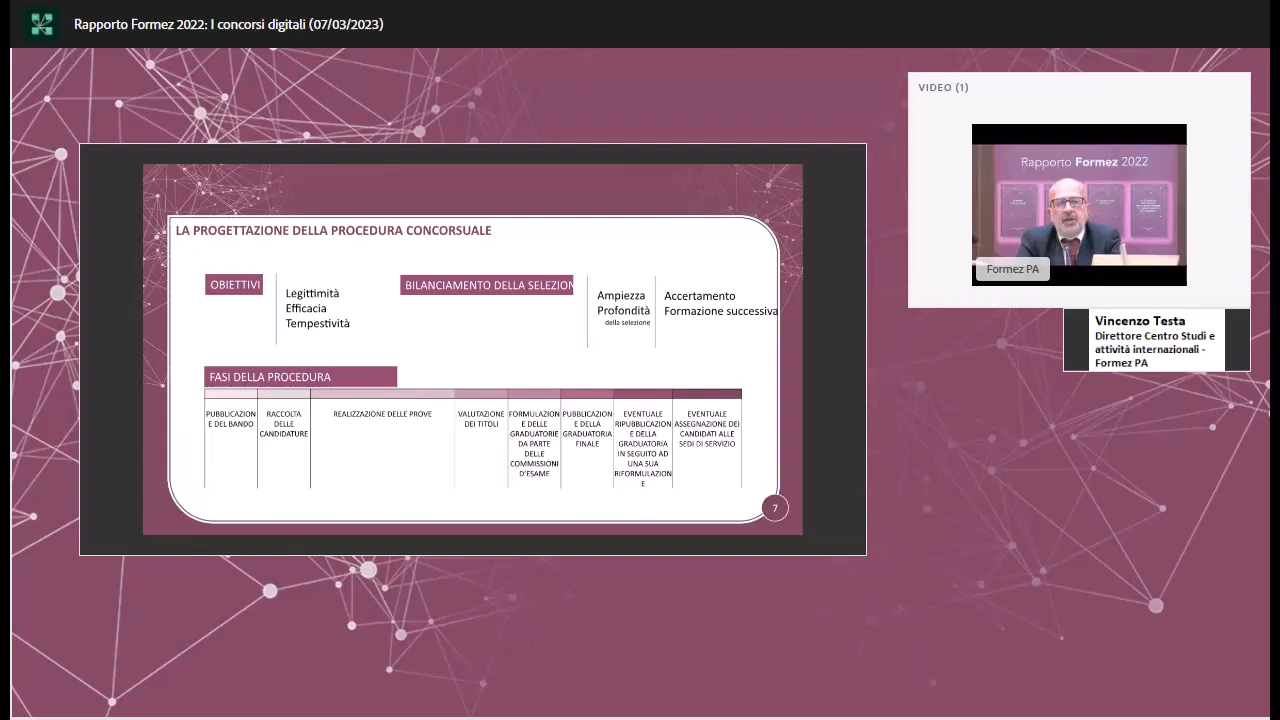 Rapporto Formez 2022: I concorsi digitali (07/03/2023)
VIDEO (1)
Rapporto Formez 2022
Formez PA
Vincenzo Testa
Direttore Centro Studi e
attività internazionali -
Formez PA
LA PROGETTAZIONE DELLA PROCEDURA CONCORSUALE
OBIETTIVI
Legittimità
Efficacia
Tempestività
BILANCIAMENTO DELLA SELEZION
Ampiezza
Profondità
della selezione
Accertamento
Formazione successiva
FASI DELLA PROCEDURA
PUBBLICAZION
E DEL BANDO
RACCOLTA
DELLE
CANDIDATURE
REALIZZAZIONE DELLE PROVE
VALUTAZIONE
DEI TITOLI
FORMULAZION
E DELLE
GRADUATORIE
DA PARTE
DELLE
COMMISSIONI
D'ESAME
PUBBLICAZION
E DELLA
GRADUATORIA
FINALE
EVENTUALE
RIPUBBLICAZION
E DELLA
GRADUATORIA
IN SEGUITO AD
UNA SUA
RIFORMULAZION
E
EVENTUALE
ASSEGNAZIONE DEI
CANDIDATI ALLE
SEDI DI SERVIZIO
7